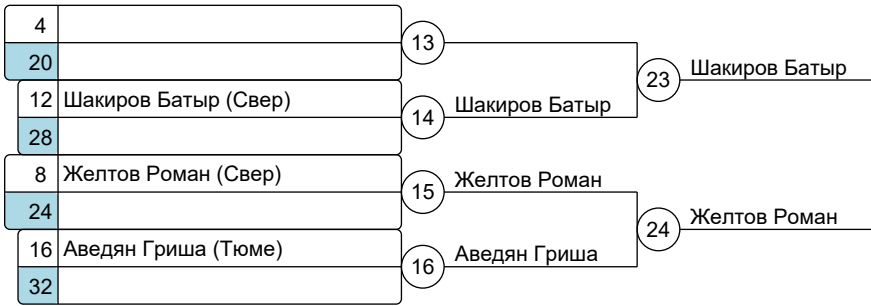 4
13
20
23 Шакиров Батыр
12 Шакиров Батыр (Свер)
14 Шакиров Батыр
28
8 Желтов Роман (Свер)
15 Желтов Роман
24
24 Желтов Роман
16 Аведян Гриша (Тюме)
16 Аведян Гриша
32